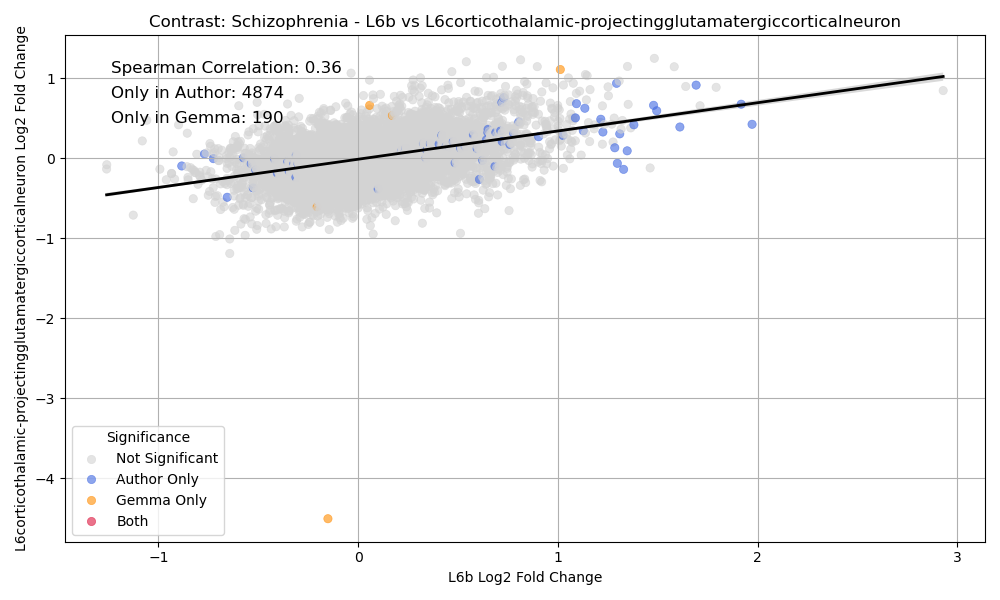 Contrast: Schizophrenia - L6b vs L6corticothalamic-projectingglutamatergiccorticalneuron
L6corticothalamic-projectingglutamatergiccorticalneuron Log2 Fold Change
Spearman Correlation: 0.36
Only in Author: 4874
Only in Gemma: 190
1
0
−1
−2
−3
−4
Significance
Not Significant
Author Only
Gemma Only
Both
−1
0
1
2
3
L6b Log2 Fold Change